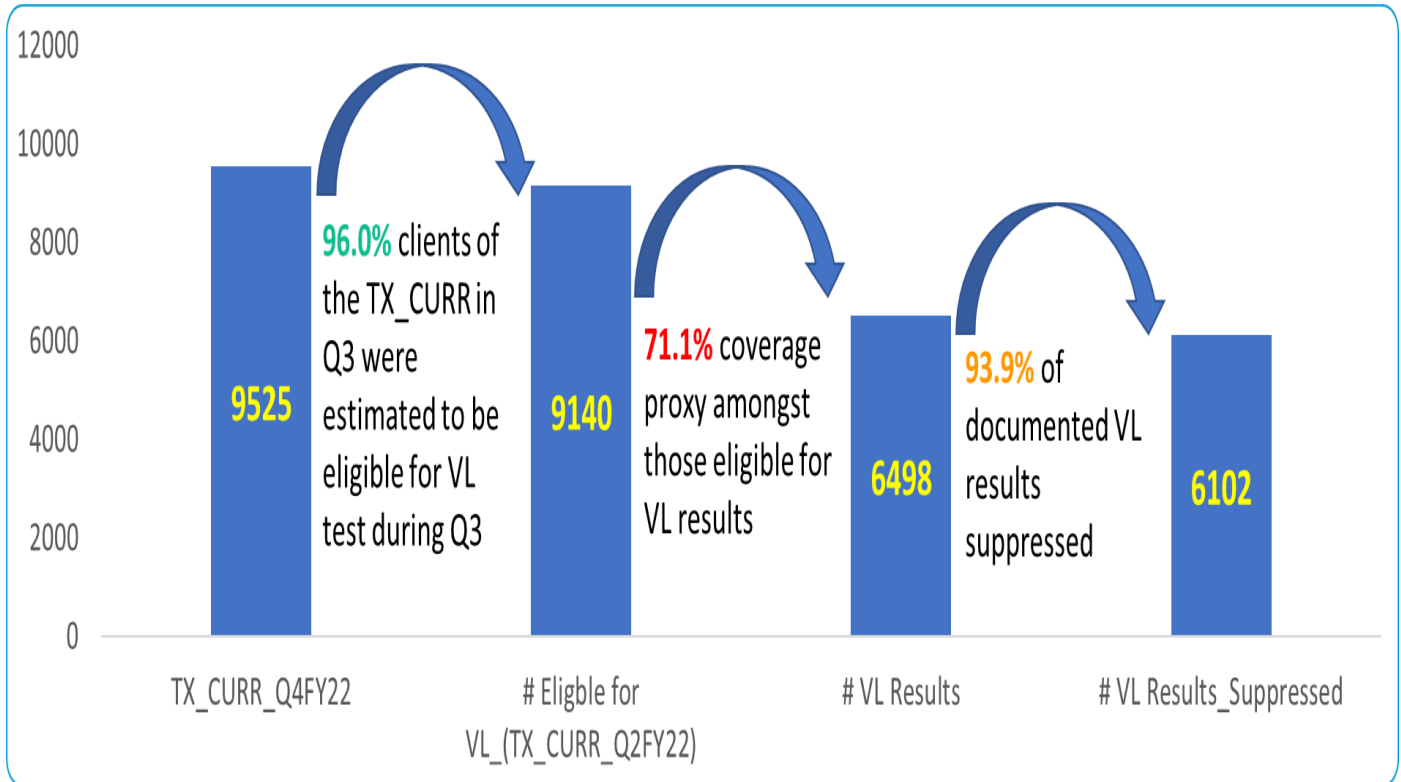 12000
10000
8000
6000
4000
2000
0
9525
96.0% clients of
the TX_CURR in
Q3 were
estimated to be
eligible for VL
test during Q3
9140
71.1% coverage
proxy amongst
those eligible for
VL results
6498
93.9% of
documented VL
results
suppressed
6102
TX_CURR_Q4FY22
# Eligble for
VL_(TX_CURR_Q2FY22)
# VL Results
# VL Results_Suppressed